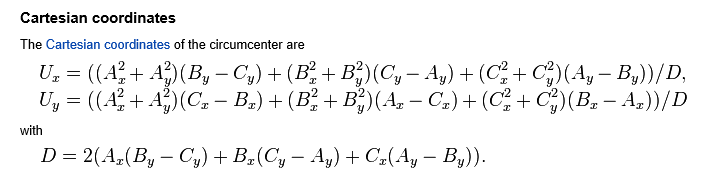 Cartesian coordinates
The Cartesian coordinates of the circumcenter are
U_x = ((A_x^2 + A_y^2)(B_y − C_y) + (B_x^2 + B_y^2)(C_y − A_y) + (C_x^2 + C_y^2)(A_y − B_y))/D,
U_y = ((A_x^2 + A_y^2)(C_x − B_x) + (B_x^2 + B_y^2)(A_x − C_x) + (C_x^2 + C_y^2)(B_x − A_x))/D
with
D = 2(A_x(B_y − C_y) + B_x(C_y − A_y) + C_x(A_y − B_y)).